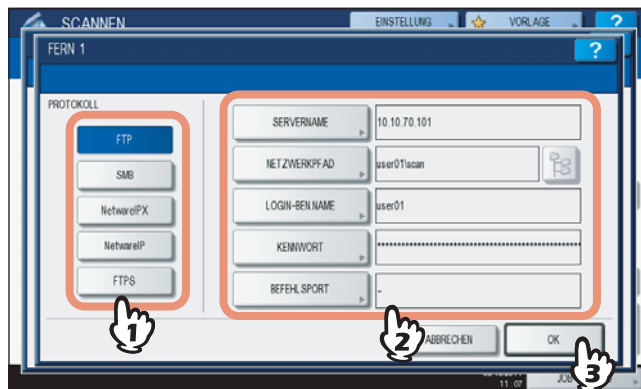 SCANNEN EINSTELLUNG VORLAGE ?
FERN 1 ?
PROTOKOLL
FTP
SMB
NetwareIPX
NetwareIP
FTPS
SERVERNAME 10.10.70.101
NETZWERKPFAD user01\scan
LOGIN-BEN.NAME user01
KENNWORT ••••••••••••••••••••••••••••••••••••••••••••••••
BEFEHLSPORT -
1
2
3
ABBRECHEN OK
11:07